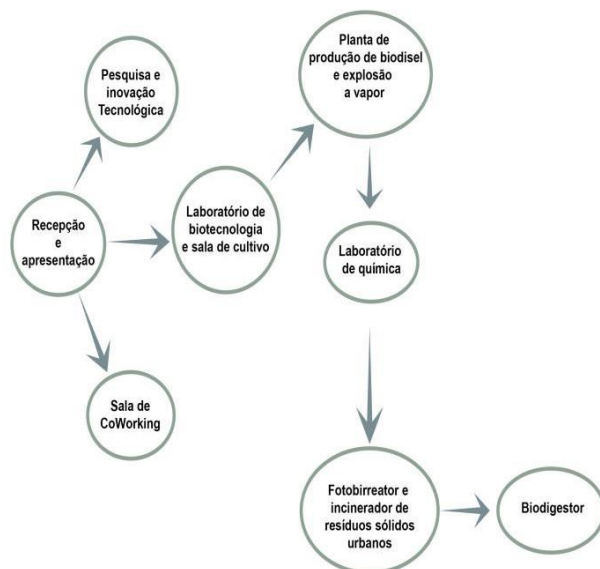 Planta de
produção de biodisel
e explosão
a vapor
Pesquisa e
inovação
Tecnológica
Recepção
e
apresentação
Laboratório de
biotecnologia
e sala de cultivo
Laboratório
de química
Sala de
CoWorking
Fotobirreator e
incinerador de
resíduos sólidos
urbanos
Biodigestor